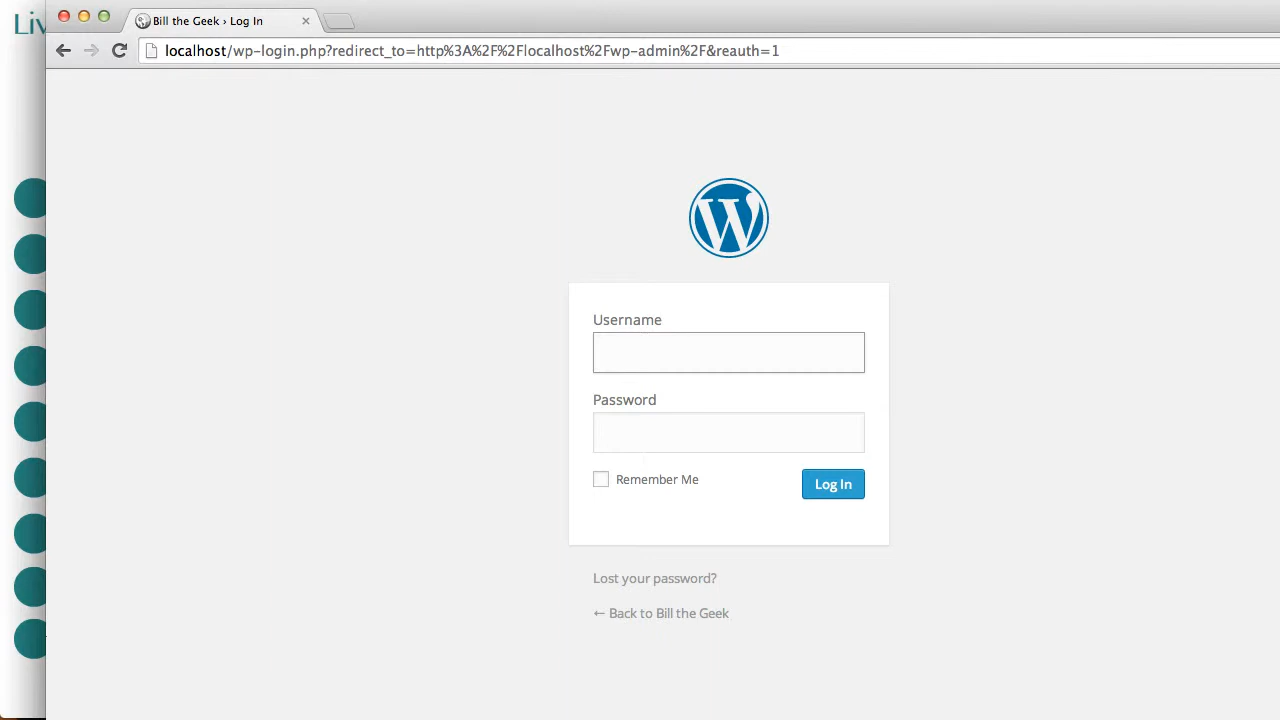 Liv
Bill the Geek › Log In
localhost/wp-login.php?redirect_to=http%3A%2F%2Flocalhost%2Fwp-admin%2F&reauth=1
W
Username
Password
Remember Me
Log In
Lost your password?
← Back to Bill the Geek